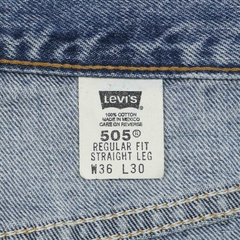 Levi's
100% COTTON
MADE IN MEXICO
CARE ON REVERSE
505®
REGULAR FIT
STRAIGHT LEG
W36 L30